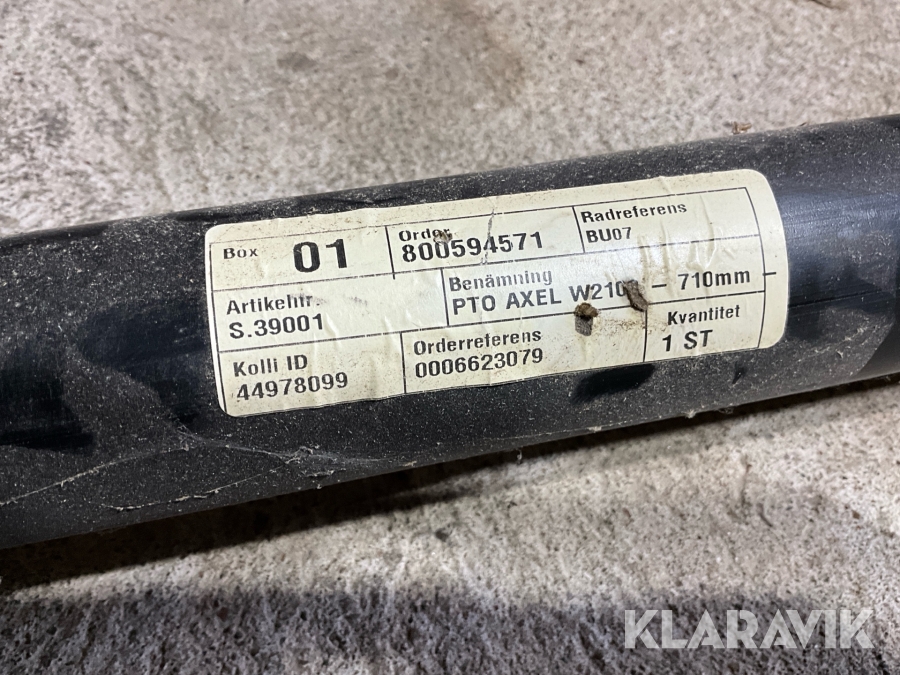 Box 01
Order
800594571
Radreferens
BU07
Artikelnr.
S.39001
Benämning
PTO AXEL – 710mm –
Kolli ID
44978099
Orderreferens
0006623079
Kvantitet
1 ST
KLARAVIK